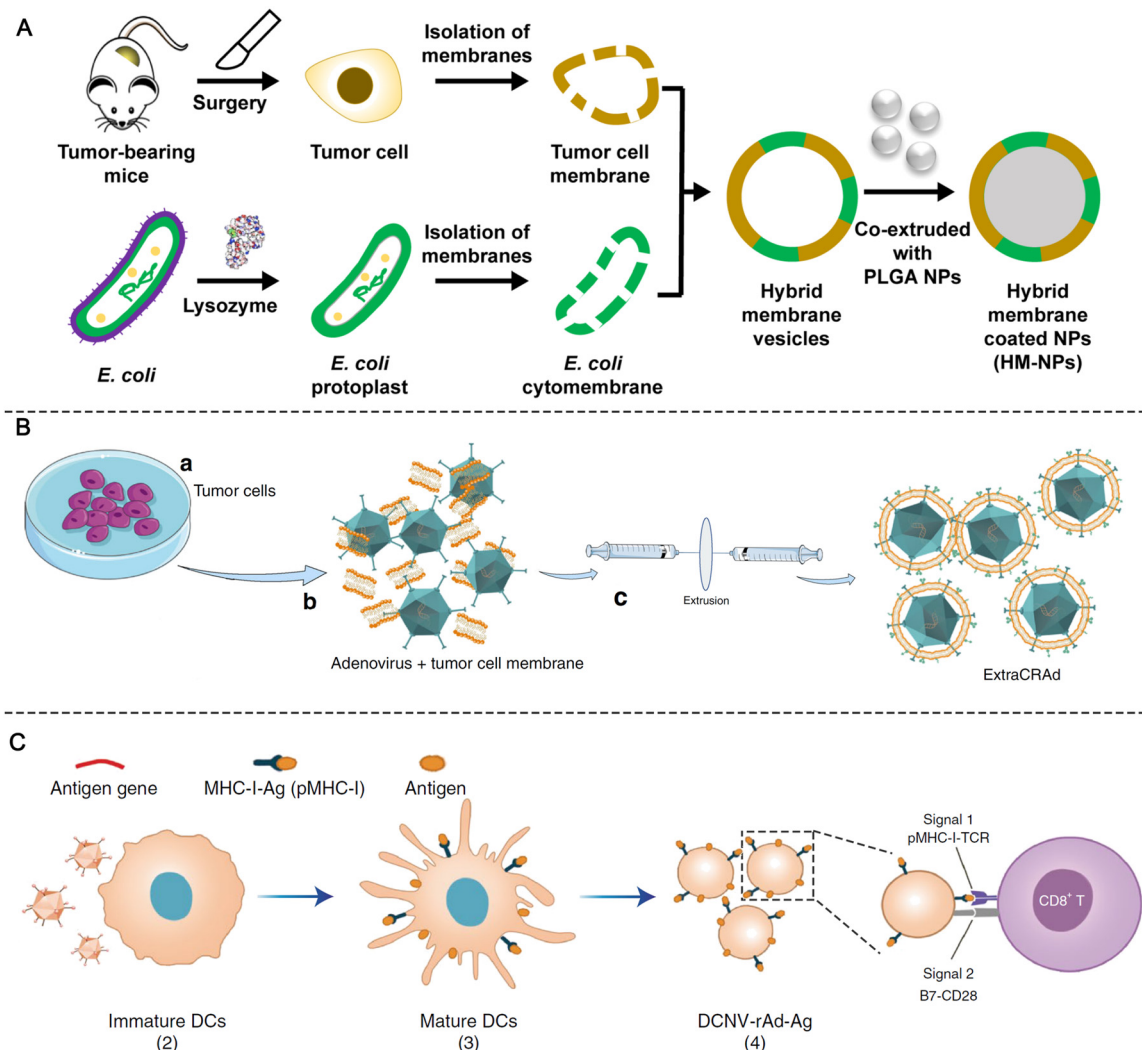 A
Surgery
Isolation of
membranes
Tumor-bearing
mice
Tumor cell
Tumor cell
membrane
Lysozyme
Isolation of
membranes
E. coli
E. coli
protoplast
E. coli
cytomembrane
Hybrid
membrane
vesicles
Co-extruded
with
PLGA NPs
Hybrid
membrane
coated NPs
(HM-NPs)
B
a
Tumor cells
b
Adenovirus + tumor cell membrane
c
Extrusion
ExtraCRAd
C
Antigen gene
MHC-I-Ag (pMHC-I)
Antigen
Signal 1
pMHC-I-TCR
CD8+ T
Signal 2
B7-CD28
Immature DCs
(2)
Mature DCs
(3)
DCNV-rAd-Ag
(4)